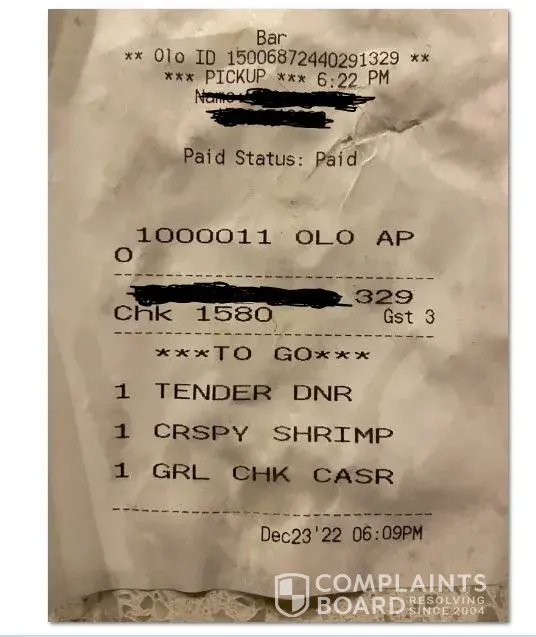 Bar
** Olo ID 15006872440291329 **
*** PICKUP *** 6:22 PM
Name:
Paid Status: Paid
1000011 OLO AP
O
329
Chk 1580 Gst 3
***TO GO***
1 TENDER DNR
1 CRSPY SHRIMP
1 GRL CHK CASR
Dec23'22 06:09PM
COMPLAINTS
BOARD RESOLVING
SINCE 2004